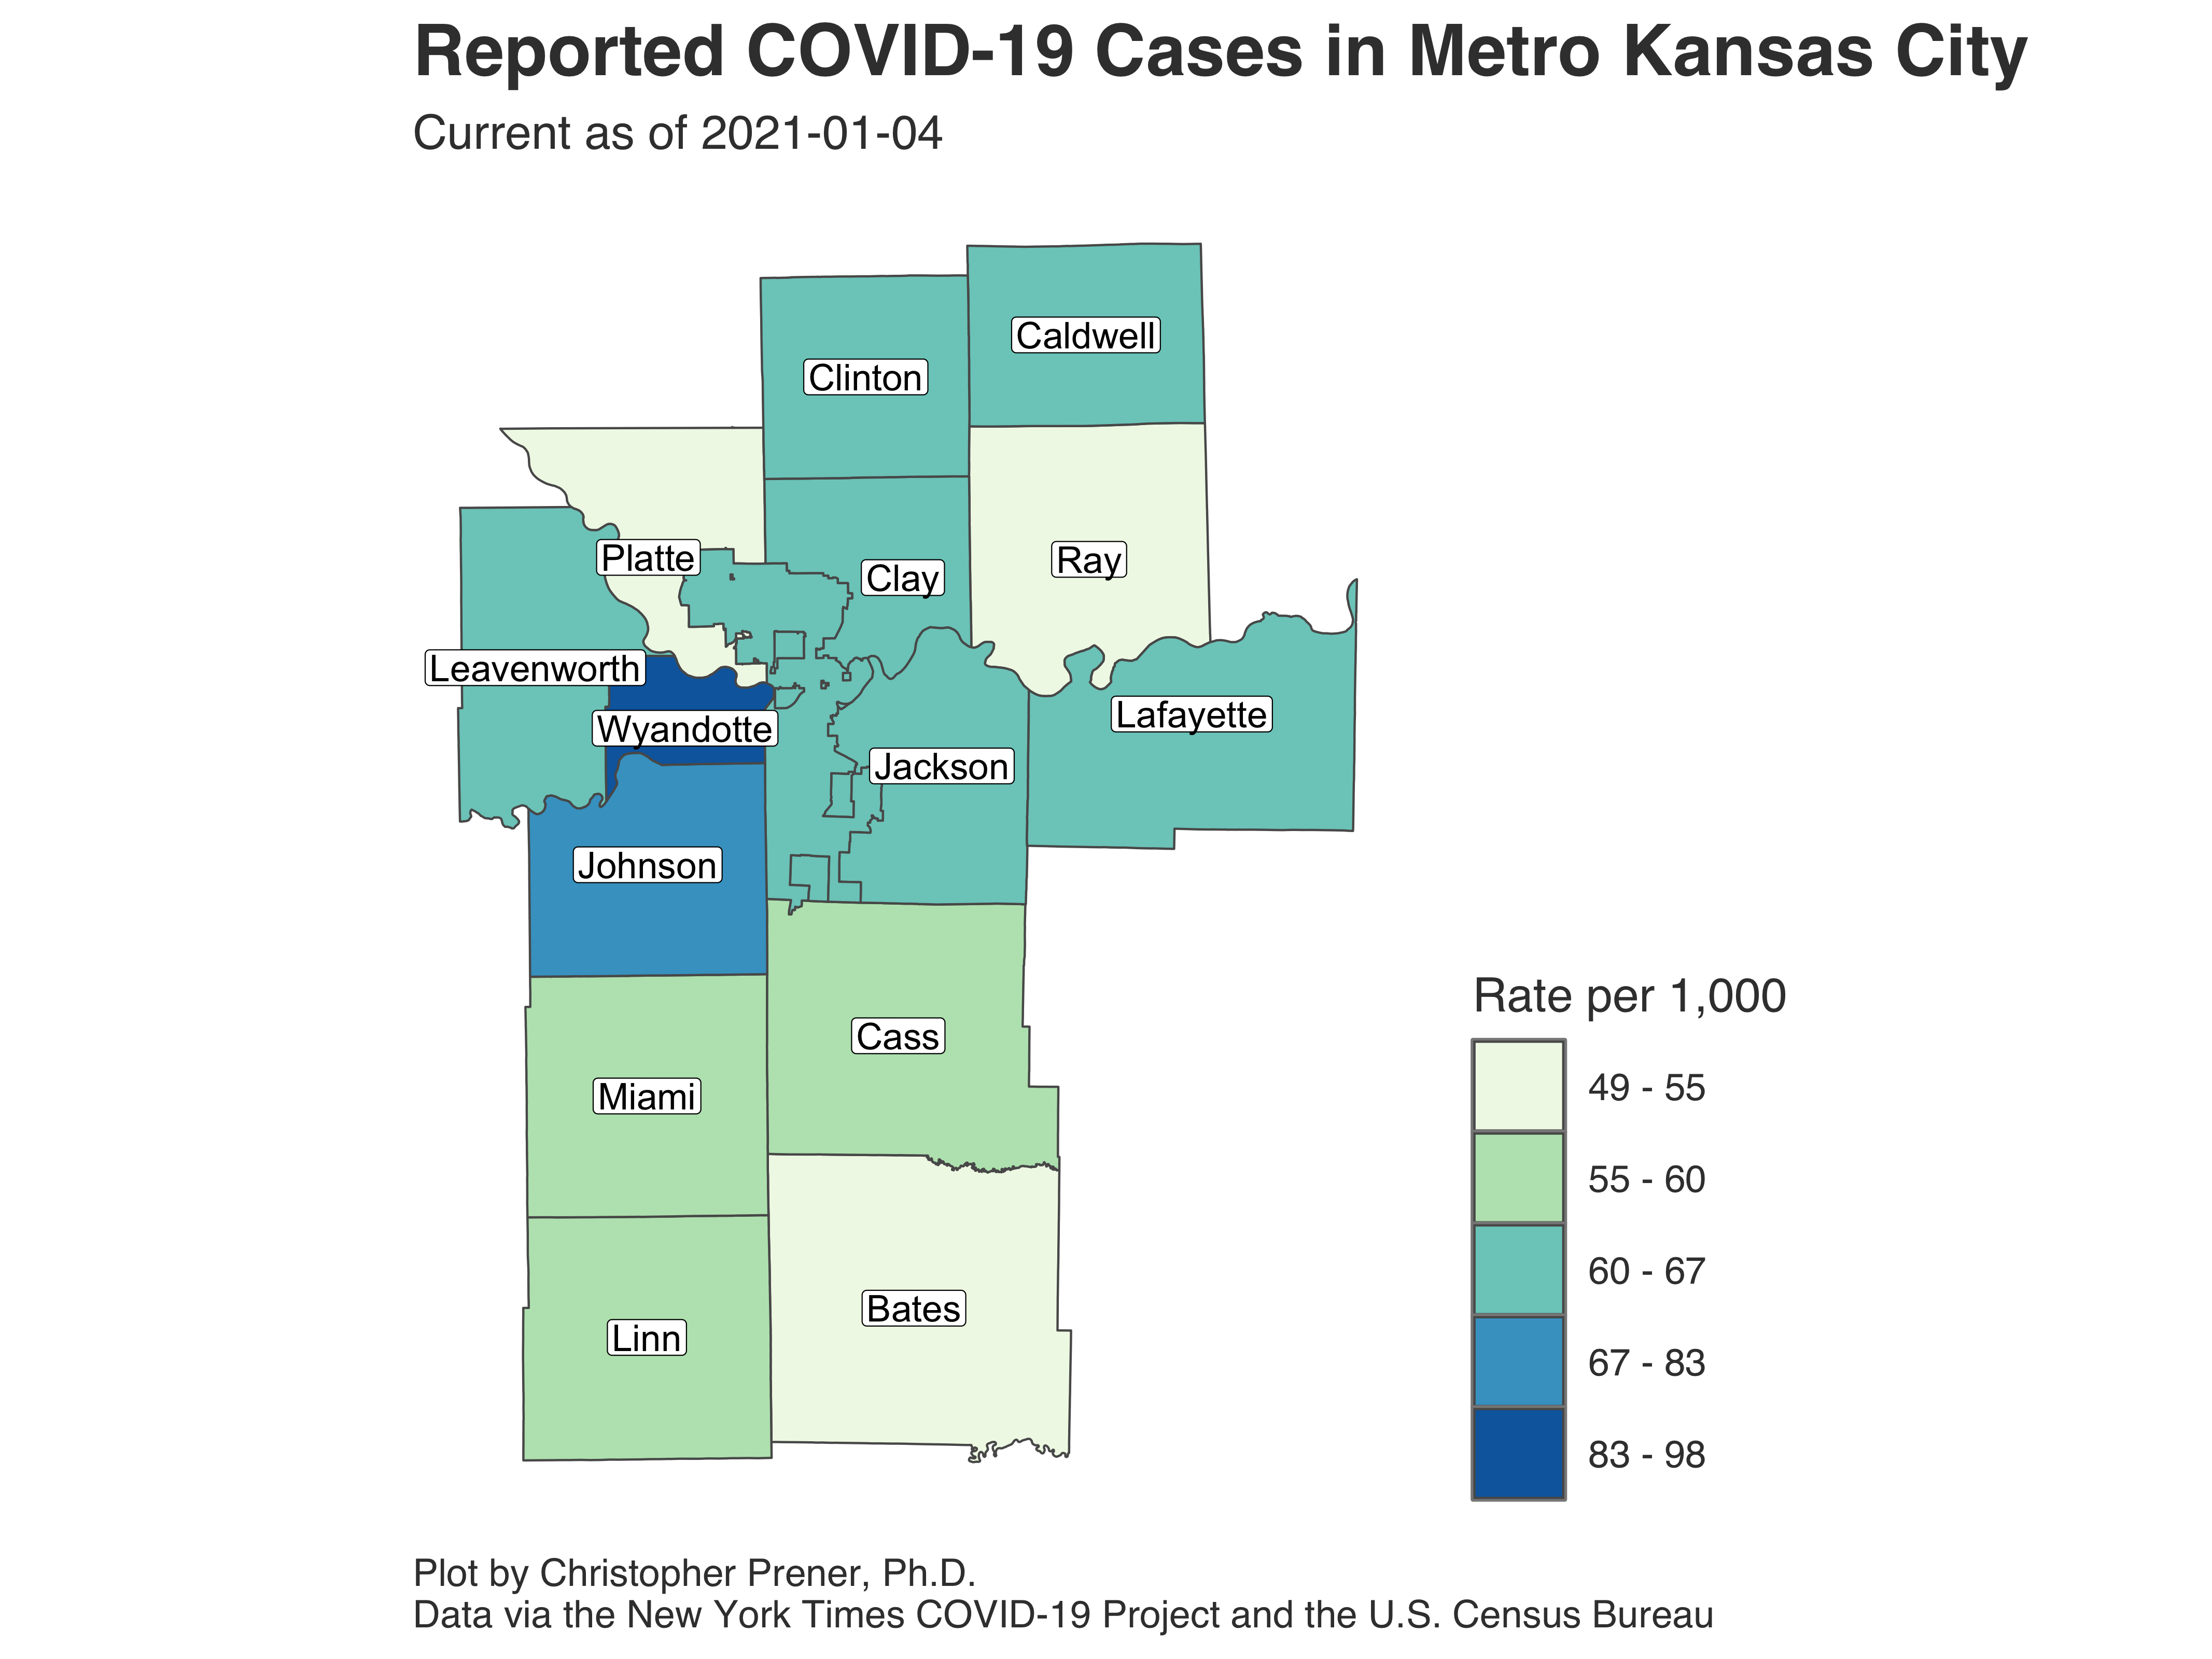 Reported COVID-19 Cases in Metro Kansas City
Current as of 2021-01-04
Caldwell
Clinton
Platte
Clay
Ray
Leavenworth
Wyandotte
Lafayette
Jackson
Johnson
Cass
Miami
Bates
Linn
Rate per 1,000
49 - 55
55 - 60
60 - 67
67 - 83
83 - 98
Plot by Christopher Prener, Ph.D.
Data via the New York Times COVID-19 Project and the U.S. Census Bureau